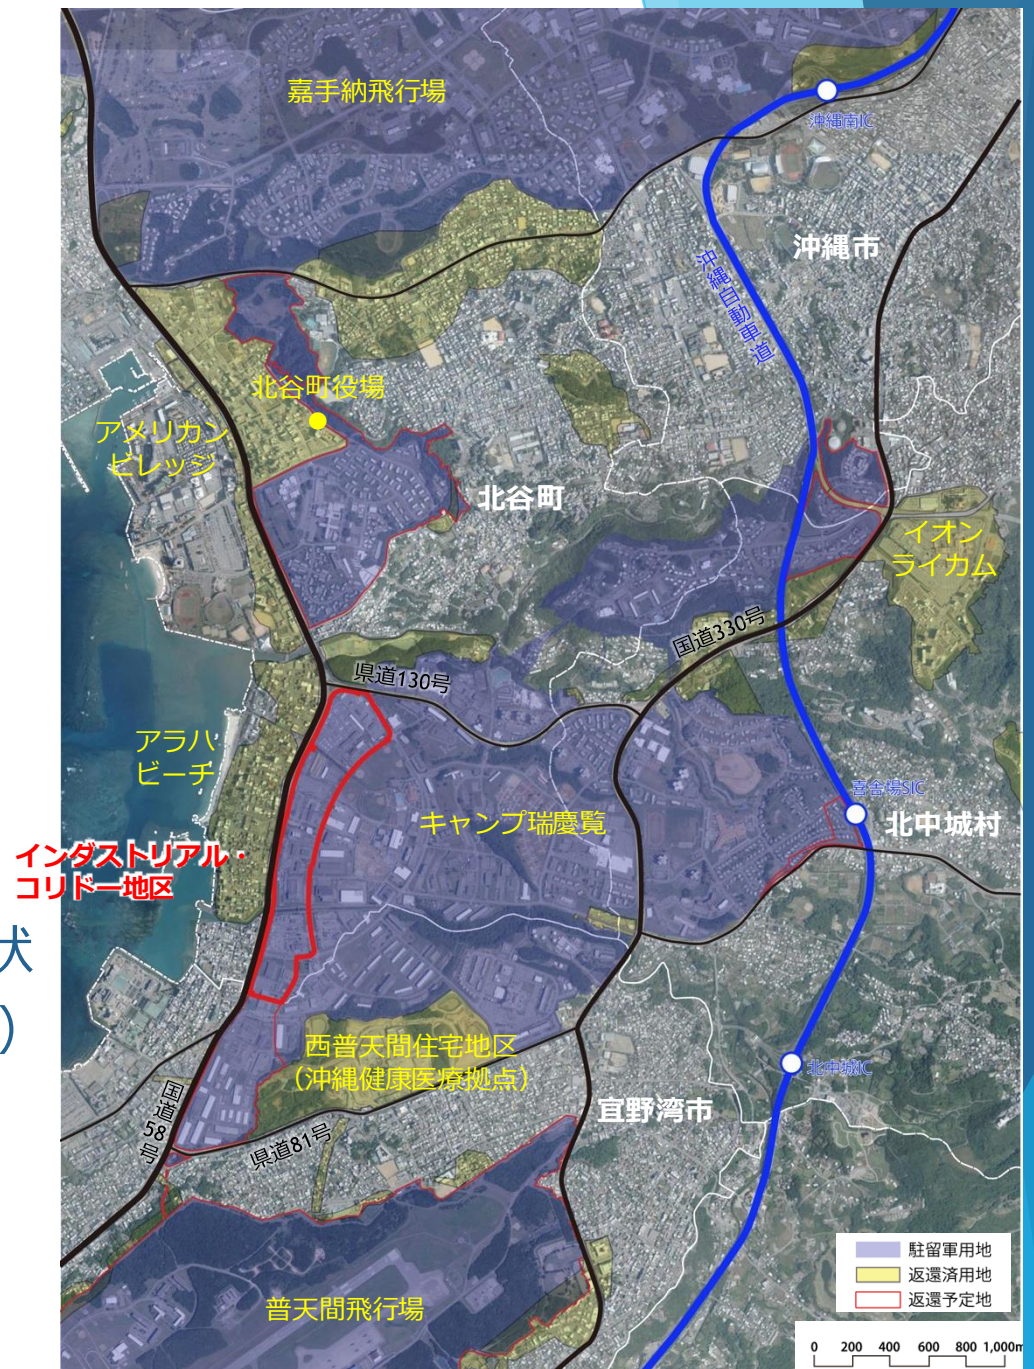 嘉手納飛行場
沖縄南IC
沖縄市
沖縄自動車道
北谷町役場
アメリカン
ビレッジ
北谷町
イオン
ライカム
国道330号
県道130号
アラハ
ビーチ
喜舎場SIC
キャンプ瑞慶覧
北中城村
インダストリアル・
コリドー地区
状
)
西普天間住宅地区
（沖縄健康医療拠点）
北中城IC
国道58号
県道81号
宜野湾市
普天間飛行場
駐留軍用地
返還済用地
返還予定地
0 200 400 600 800 1,000m